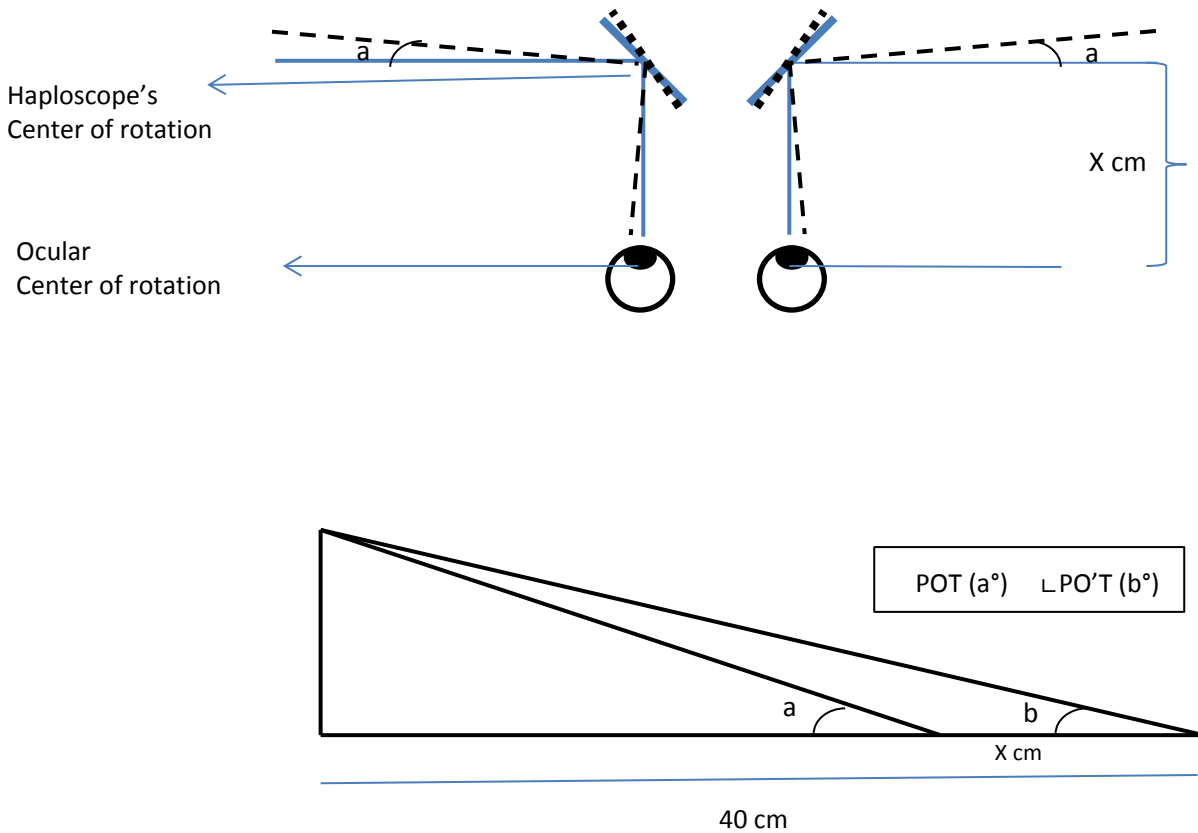 a
a
Haploscope's
Center of rotation
X cm
Ocular
Center of rotation
POT (a°) ∟PO’T (b°)
a
b
X cm
40 cm